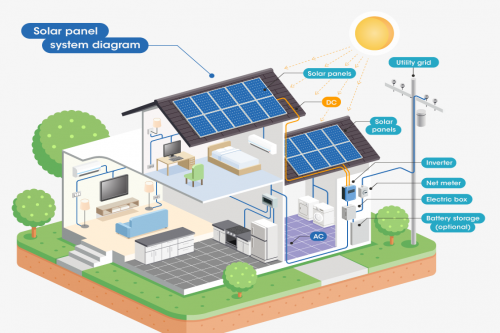 Solar panel
system diagram
Utility grid
Solar panels
DC
Solar
panels
Inverter
Net meter
Electric box
Battery storage
(optional)
AC